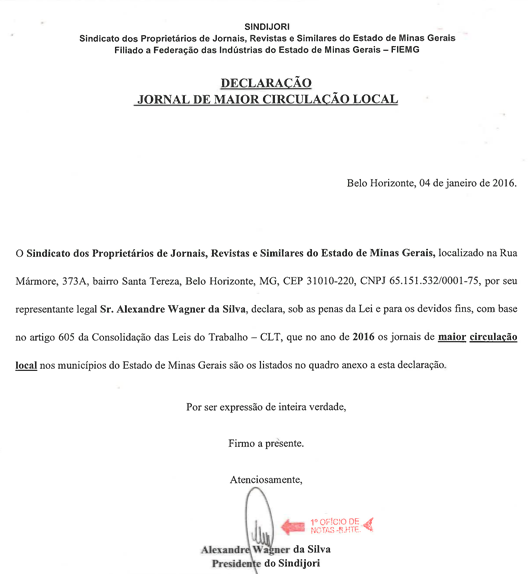 SINDIJORI
Sindicato dos Proprietários de Jornais, Revistas e Similares do Estado de Minas Gerais
Filiado a Federação das Indústrias do Estado de Minas Gerais – FIEMG
DECLARAÇÃO
JORNAL DE MAIOR CIRCULAÇÃO LOCAL
Belo Horizonte, 04 de janeiro de 2016.
O Sindicato dos Proprietários de Jornais, Revistas e Similares do Estado de Minas Gerais, localizado na Rua
Mármore, 373A, bairro Santa Tereza, Belo Horizonte, MG, CEP 31010-220, CNPJ 65.151.532/0001-75, por seu
representante legal Sr. Alexandre Wagner da Silva, declara, sob as penas da Lei e para os devidos fins, com base
no artigo 605 da Consolidação das Leis do Trabalho – CLT, que no ano de 2016 os jornais de maior circulação
local nos municípios do Estado de Minas Gerais são os listados no quadro anexo a esta declaração.
Por ser expressão de inteira verdade,
Firmo a presente.
Atenciosamente,
1º OFÍCIO DE
NOTAS-B.HTE.
Alexandre Wagner da Silva
Presidente do Sindijori